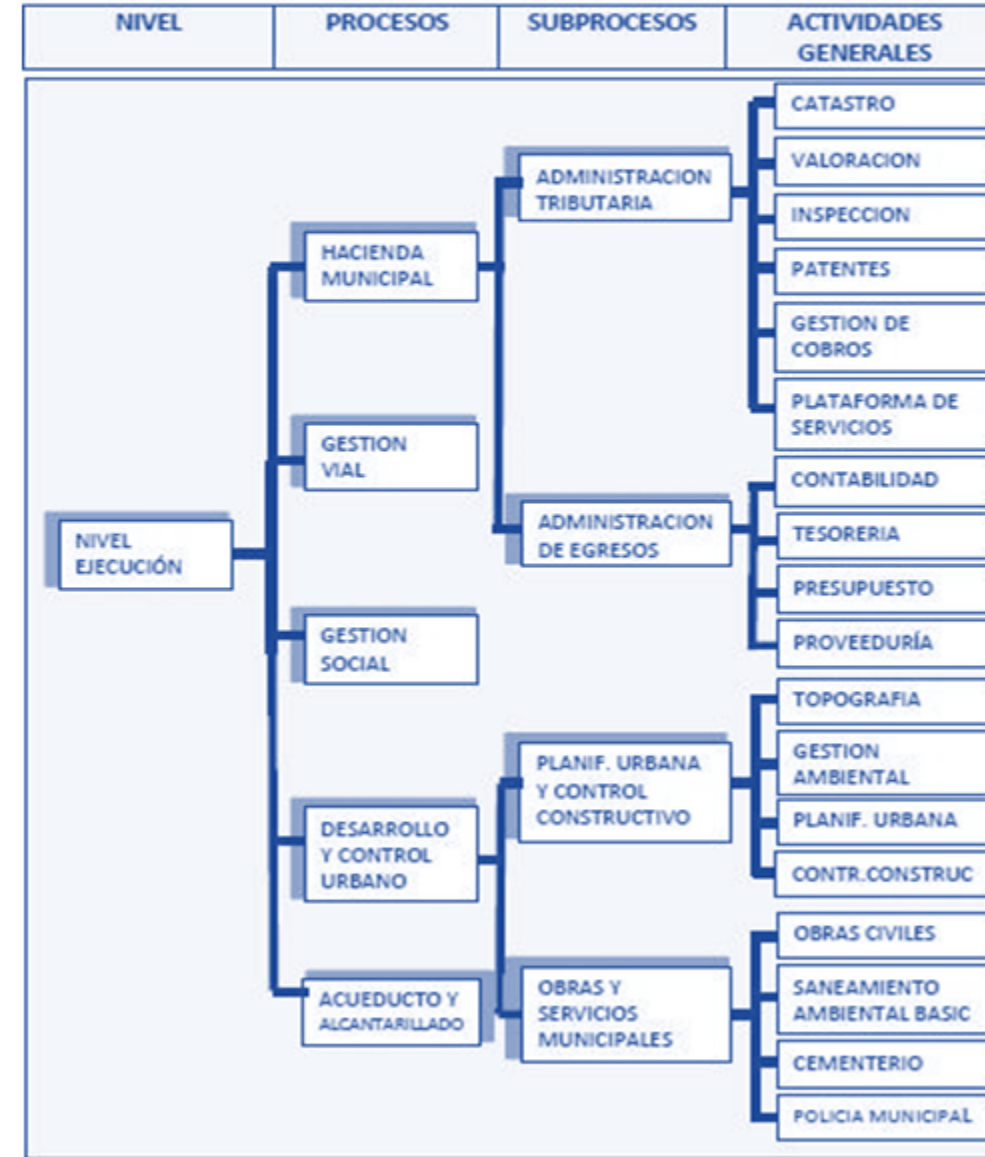 NIVEL
PROCESOS
SUBPROCESOS
ACTIVIDADES
GENERALES
NIVEL
EJECUCIÓN
HACIENDA
MUNICIPAL
GESTION
VIAL
GESTION
SOCIAL
DESARROLLO
Y CONTROL
URBANO
ACUEDUCTO Y
ALCANTARILLADO
ADMINISTRACION
TRIBUTARIA
ADMINISTRACION
DE EGRESOS
PLANIF. URBANA
Y CONTROL
CONSTRUCTIVO
OBRAS Y
SERVICIOS
MUNICIPALES
CATASTRO
VALORACION
INSPECCION
PATENTES
GESTION DE
COBROS
PLATAFORMA DE
SERVICIOS
CONTABILIDAD
TESORERIA
PRESUPUESTO
PROVEEDURÍA
TOPOGRAFIA
GESTION
AMBIENTAL
PLANIF. URBANA
CONTR.CONSTRUC
OBRAS CIVILES
SANEAMIENTO
AMBIENTAL BASIC
CEMENTERIO
POLICIA MUNICIPAL